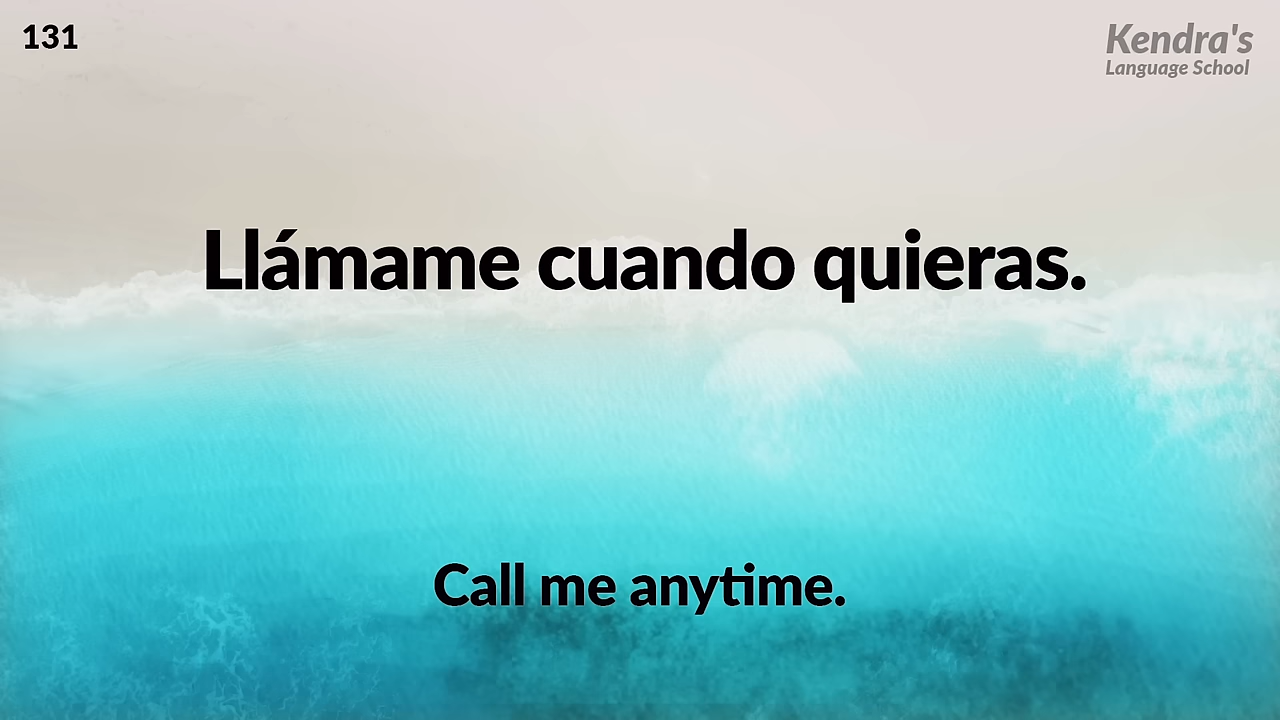 131
Kendra's
Language School
Llámame cuando quieras.
Call me anytime.